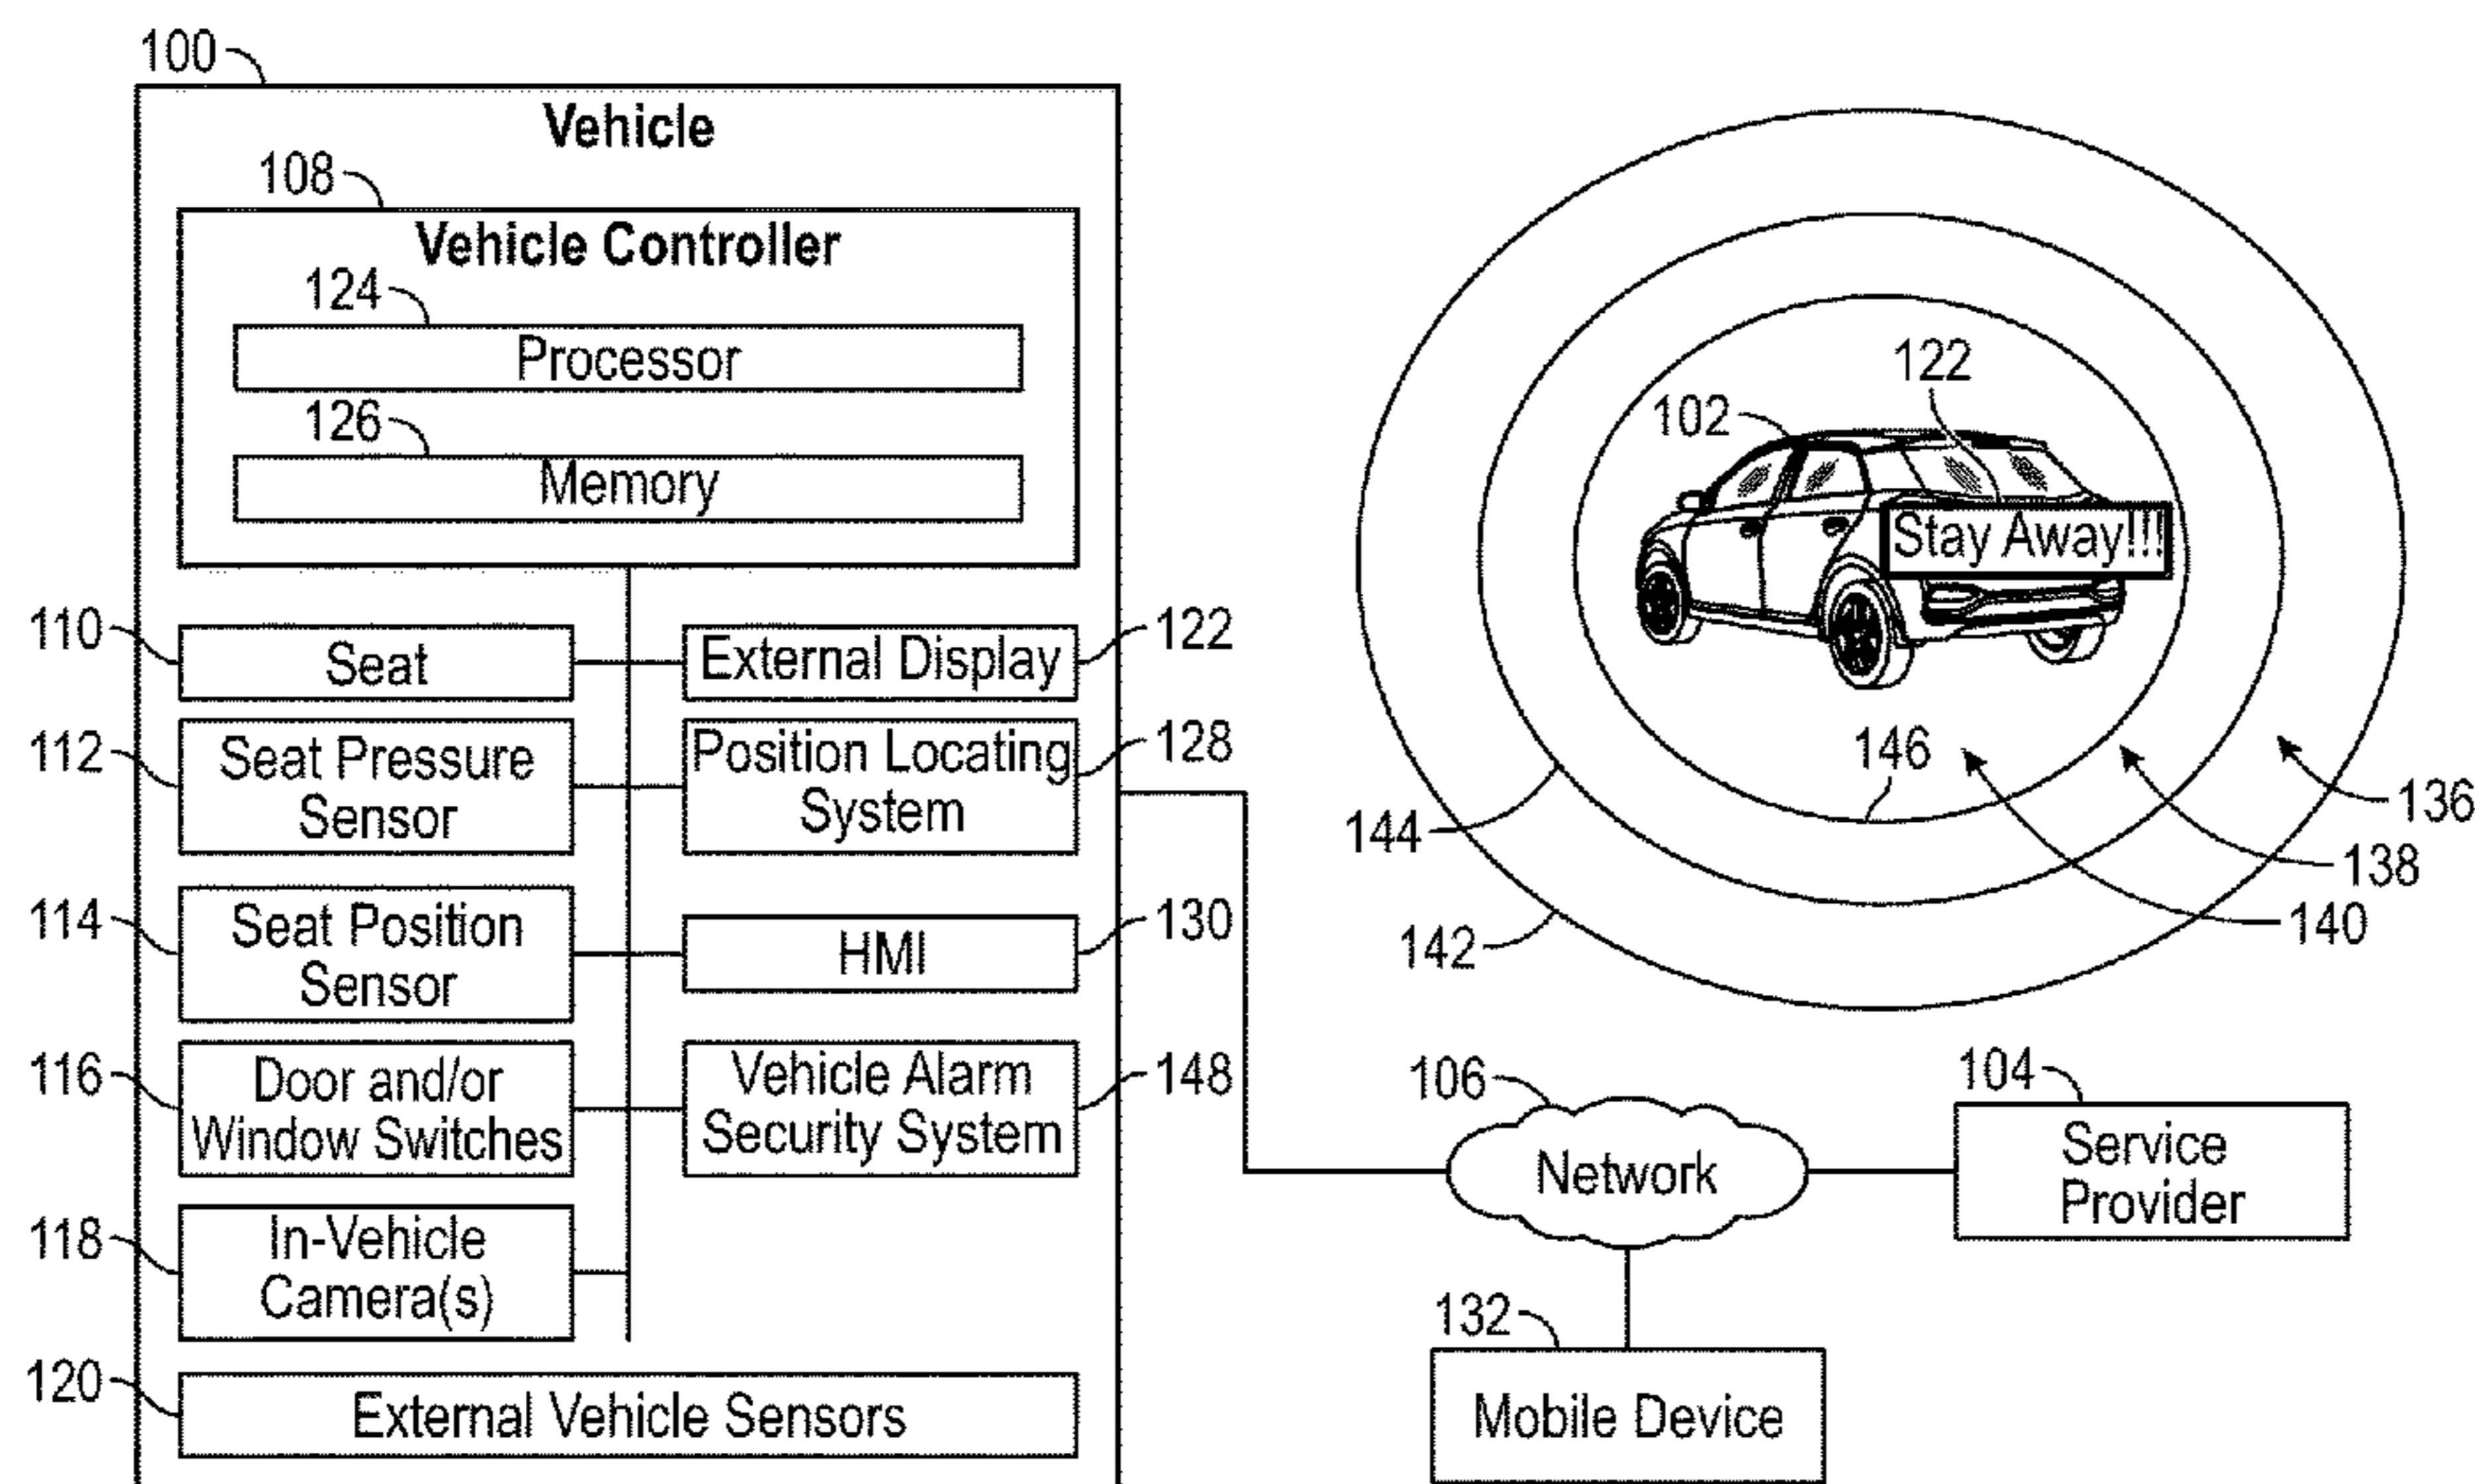 100
Vehicle
108
Vehicle Controller
124
Processor
126
Memory
110
Seat
External Display
122
112
Seat Pressure
Sensor
Position Locating
System
128
114
Seat Position
Sensor
HMI
130
116
Door and/or
Window Switches
Vehicle Alarm
Security System
148
118
In-Vehicle
Camera(s)
120
External Vehicle Sensors
122
102
Stay Away!!!
146
144
136
138
142
140
106
Network
104
Service
Provider
132
Mobile Device